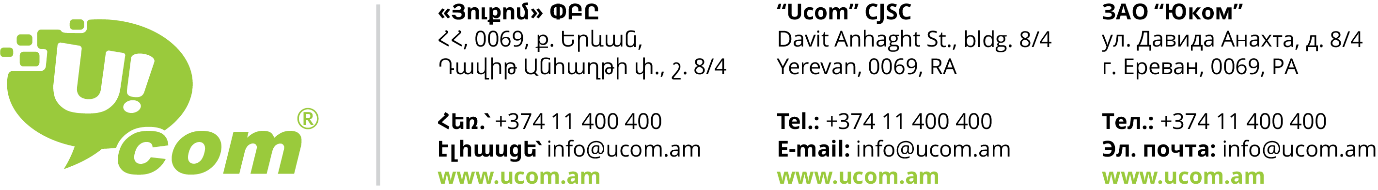 U!
com®
«Յուքոմ» ՓԲԸ
ՀՀ, 0069, ք. Երևան,
Դավիթ Անհաղթի փ., շ. 8/4
Հեռ.՝ +374 11 400 400
Էլհասցե՝ info@ucom.am
www.ucom.am
“Ucom” CJSC
Davit Anhaght St., bldg. 8/4
Yerevan, 0069, RA
Tel.: +374 11 400 400
E-mail: info@ucom.am
www.ucom.am
ЗАО “Юком”
ул. Давида Анахта, д. 8/4
г. Ереван, 0069, РА
Тел.: +374 11 400 400
Эл. почта: info@ucom.am
www.ucom.am